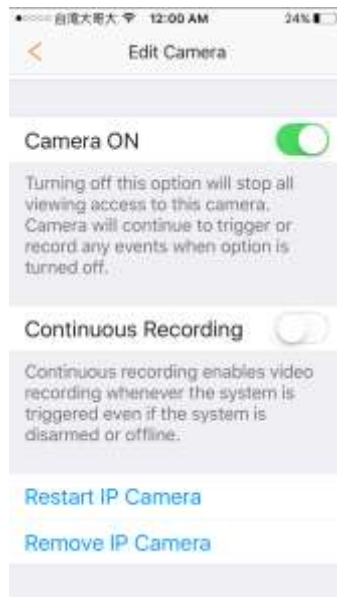 台灣大哥大 12:00 AM 24%
Edit Camera
Camera ON
Turning off this option will stop all
viewing access to this camera.
Camera will continue to trigger or
record any events when option is
turned off.
Continuous Recording
Continuous recording enables video
recording whenever the system is
triggered even if the system is
disarmed or offline.
Restart IP Camera
Remove IP Camera